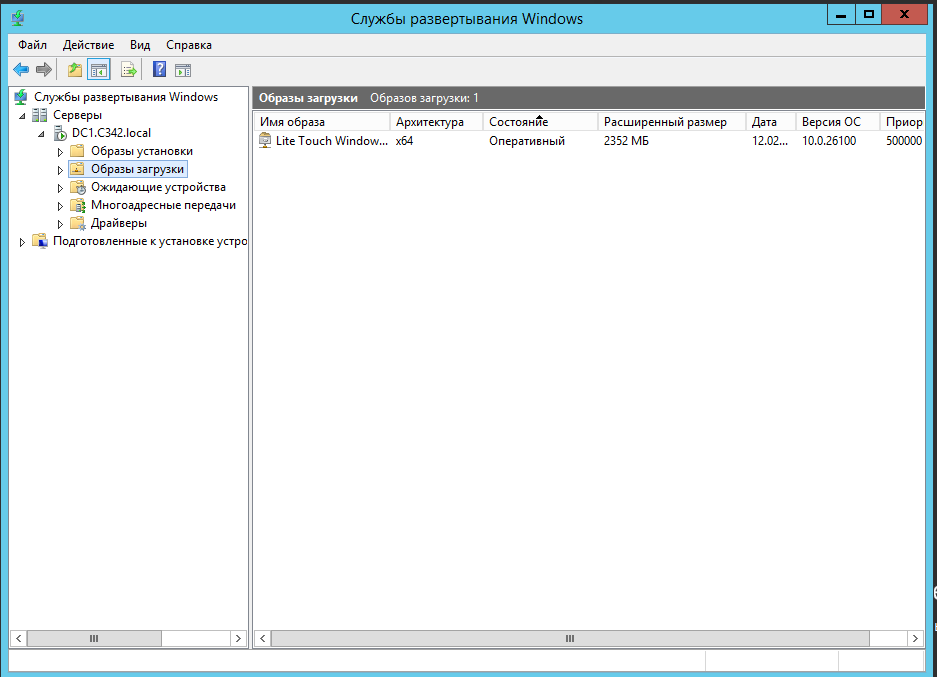 Службы развертывания Windows
Файл Действие Вид Справка
Службы развертывания Windows
Серверы
DC1.C342.local
Образы установки
Образы загрузки
Ожидающие устройства
Многоадресные передачи
Драйверы
Подготовленные к установке устро
Образы загрузки Образов загрузки: 1
Имя образа Архитектура Состояние Расширенный размер Дата Версия ОС Приор
Lite Touch Window... x64 Оперативный 2352 МБ 12.02... 10.0.26100 500000